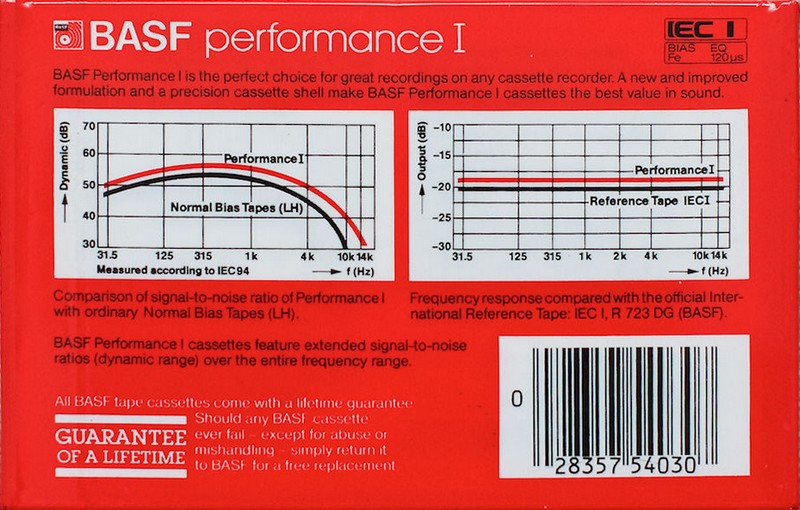 BASF performance I
IEC I
BIAS EQ
Fe 120µs
BASF Performance I is the perfect choice for great recordings on any cassette recorder. A new and improved
formulation and a precision cassette shell make BASF Performance I cassettes the best value in sound.
Dynamic (dB)
70
60
50
40
30
Performance I
Normal Bias Tapes (LH)
31.5 125 315 1k 4k 10k 14k
Measured according to IEC94 f (Hz)
Output (dB)
-10
-15
-20
-25
-30
Performance I
Reference Tape IEC I
31.5 125 315 1k 2k 4k 10k 14k
f (Hz)
Comparison of signal-to-noise ratio of Performance I
with ordinary Normal Bias Tapes (LH).
Frequency response compared with the official Inter-
national Reference Tape: IEC I, R 723 DG (BASF).
BASF Performance I cassettes feature extended signal-to-noise
ratios (dynamic range) over the entire frequency range.
All BASF tape cassettes come with a lifetime guarantee
GUARANTEE
OF A LIFETIME
Should any BASF cassette
ever fail – except for abuse or
mishandling – simply return it
to BASF for a free replacement
0 28357 54030